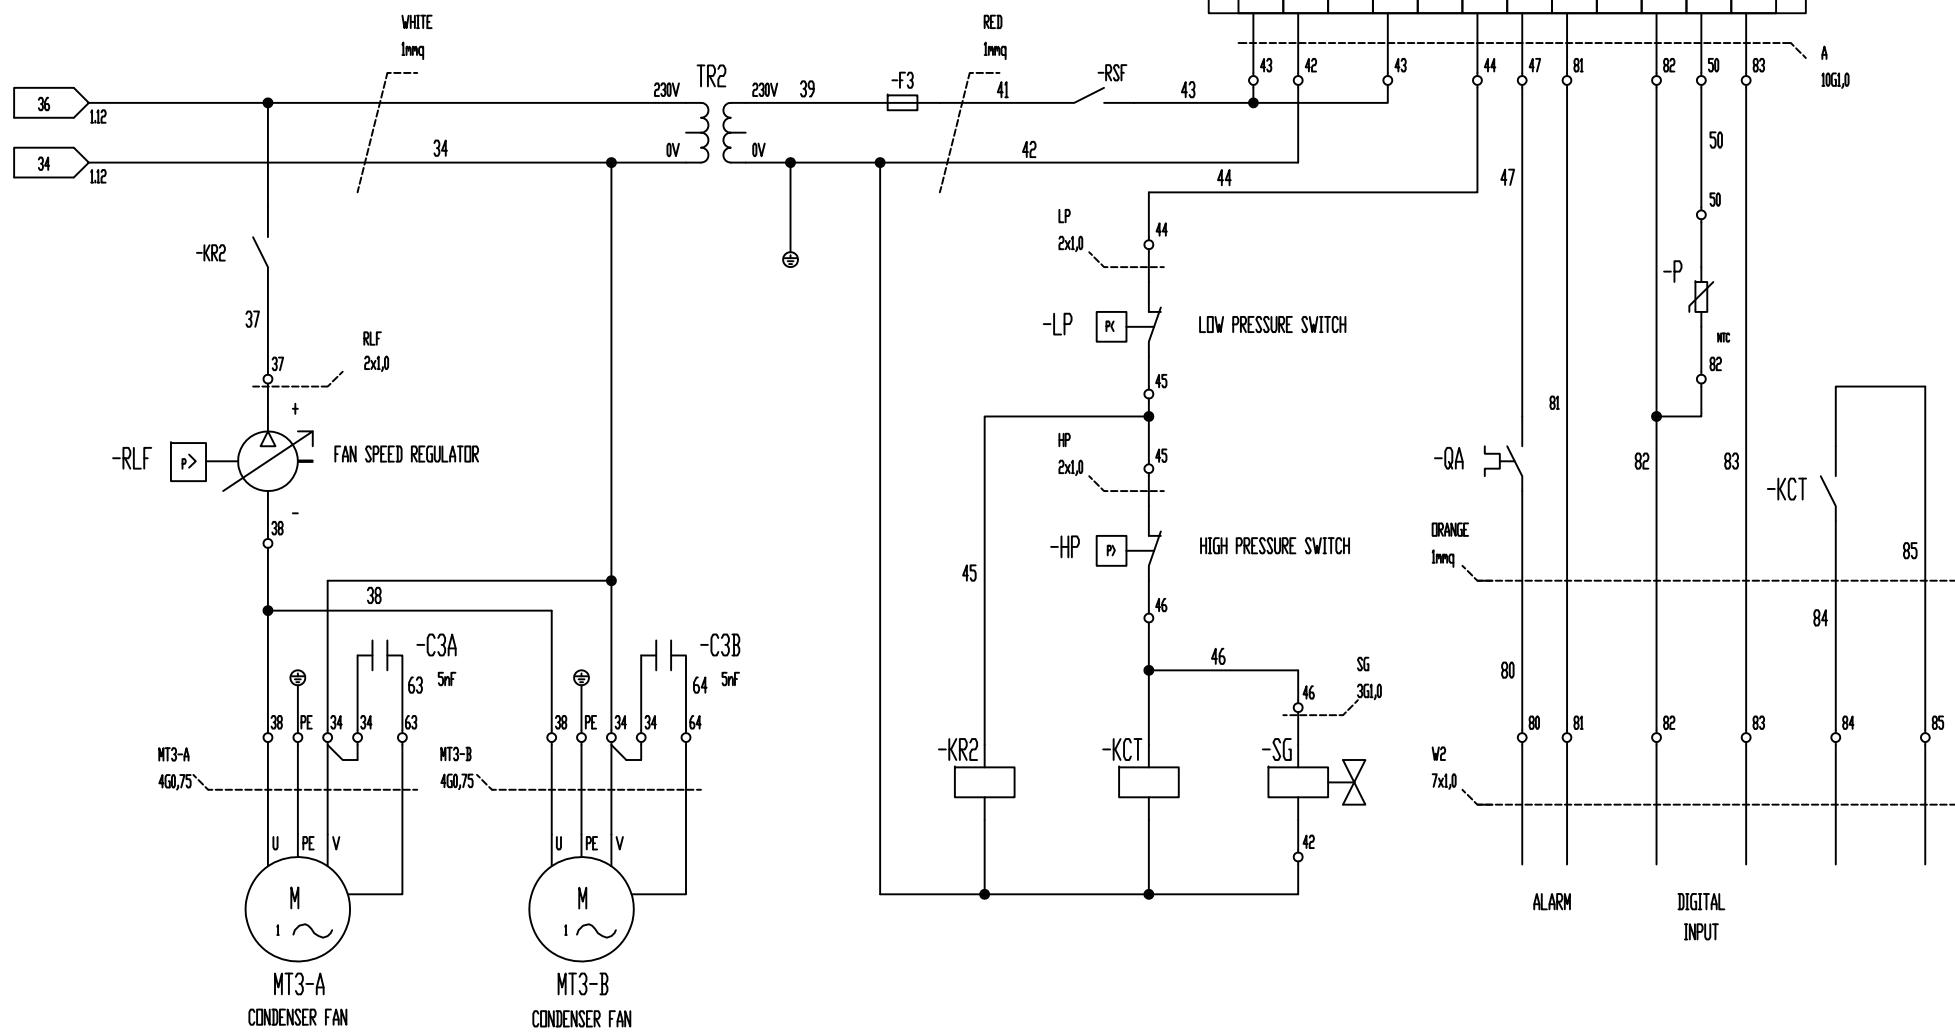 WHITE
1mmq
RED
1mmq
A
10G1,0
43
42
43
44
47
81
82
50
83
TR2
230V
230V
39
-F3
41
-RSF
43
36
1.12
34
0V
0V
42
34
1.12
44
47
50
50
LP
2x1,0
44
-KR2
-P
37
RLF
2x1,0
37
-LP
P<
LOW PRESSURE SWITCH
NTC
82
45
81
+
-RLF
P>
FAN SPEED REGULATOR
HP
2x1,0
45
-QA
82
83
-KCT
-
38
ORANGE
1mmq
-HP
P>
HIGH PRESSURE SWITCH
85
45
38
46
84
-C3A
5nF
-C3B
5nF
46
SG
3G1,0
80
63
64
46
38
PE
34
34
63
38
PE
34
34
64
80
81
82
83
84
85
MT3-A
4G0,75
MT3-B
4G0,75
-KR2
-KCT
-SG
W2
7x1,0
U
PE
V
U
PE
V
42
M
1
M
1
ALARM
DIGITAL
INPUT
MT3-A
CONDENSER FAN
MT3-B
CONDENSER FAN